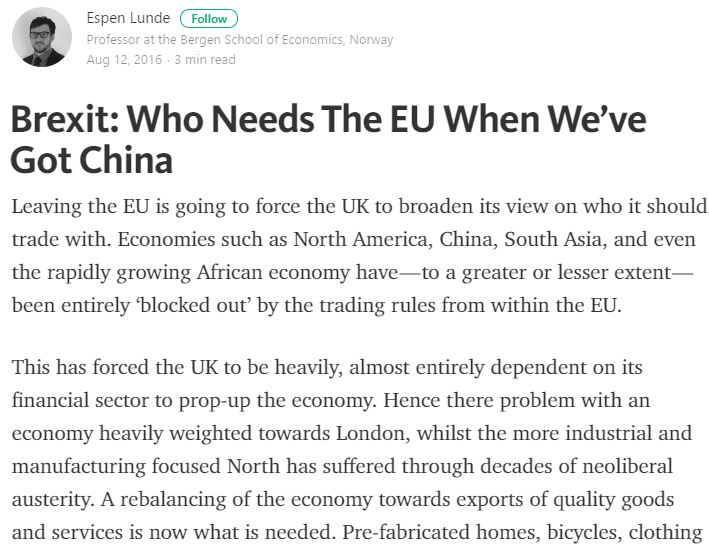 Espen Lunde Follow
Professor at the Bergen School of Economics, Norway
Aug 12, 2016 · 3 min read
Brexit: Who Needs The EU When We’ve
Got China
Leaving the EU is going to force the UK to broaden its view on who it should
trade with. Economies such as North America, China, South Asia, and even
the rapidly growing African economy have—to a greater or lesser extent—
been entirely ‘blocked out’ by the trading rules from within the EU.
This has forced the UK to be heavily, almost entirely dependent on its
financial sector to prop-up the economy. Hence there problem with an
economy heavily weighted towards London, whilst the more industrial and
manufacturing focused North has suffered through decades of neoliberal
austerity. A rebalancing of the economy towards exports of quality goods
and services is now what is needed. Pre-fabricated homes, bicycles, clothing